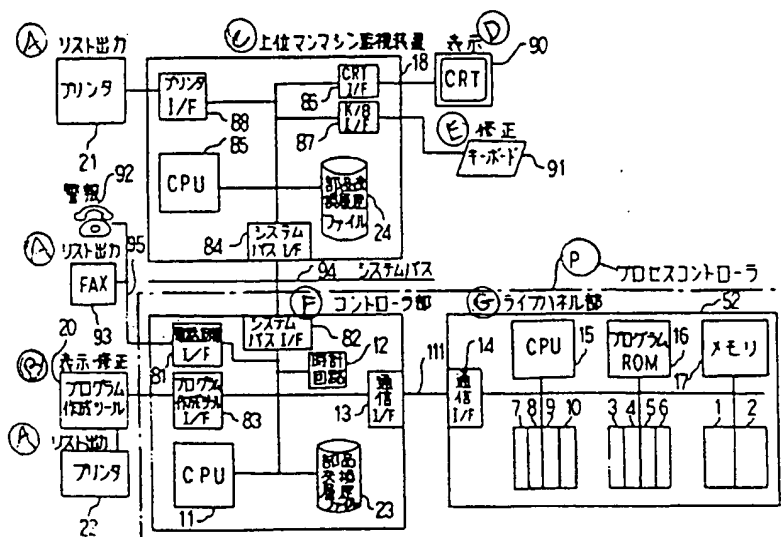 A リスト出力
プリンタ
21
C 上位マンマシン監視装置
18
プリンタ
I/F
88
CRT
I/F
86
K/B
I/F
87
85
CPU
ファイル
24
84
システム
バス I/F
表示 D
90
CRT
E 修正
キーボード
91
警報
92
A リスト出力
95
FAX
93
94
システムバス
P
プロセスコントローラ
20
B 表示・修正
プログラム
作成ツール
A リスト出力
プリンタ
22
F コントローラ部
システム
バス I/F
82
I/F
81
時計
回路
12
プログラム
作成ツール
I/F
83
通信
I/F
13
CPU
11
部品
交換
履歴
ファイル
23
111
G ライブパネル部
52
14
通信
I/F
CPU
15
プログラム
ROM
16
メモリ
17
7 8 9 10
3 4 5 6
1 2